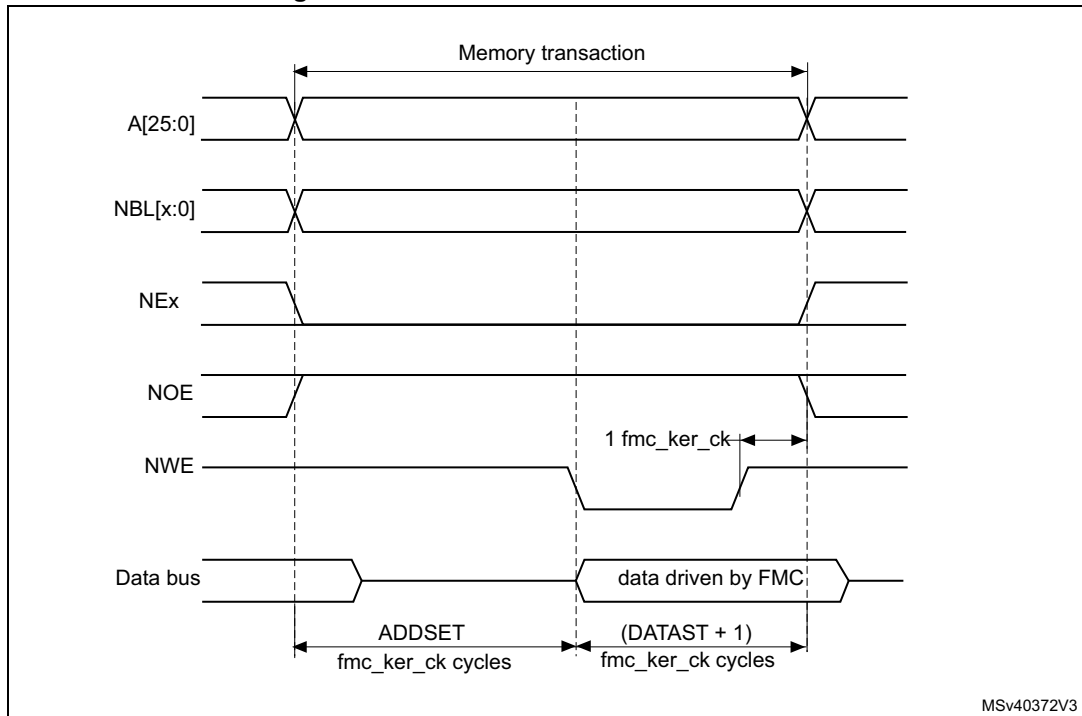 Memory transaction
A[25:0]
NBL[x:0]
NEx
NOE
1 fmc_ker_ck
NWE
Data bus
data driven by FMC
ADDSET
fmc_ker_ck cycles
(DATAST + 1)
fmc_ker_ck cycles
MSv40372V3